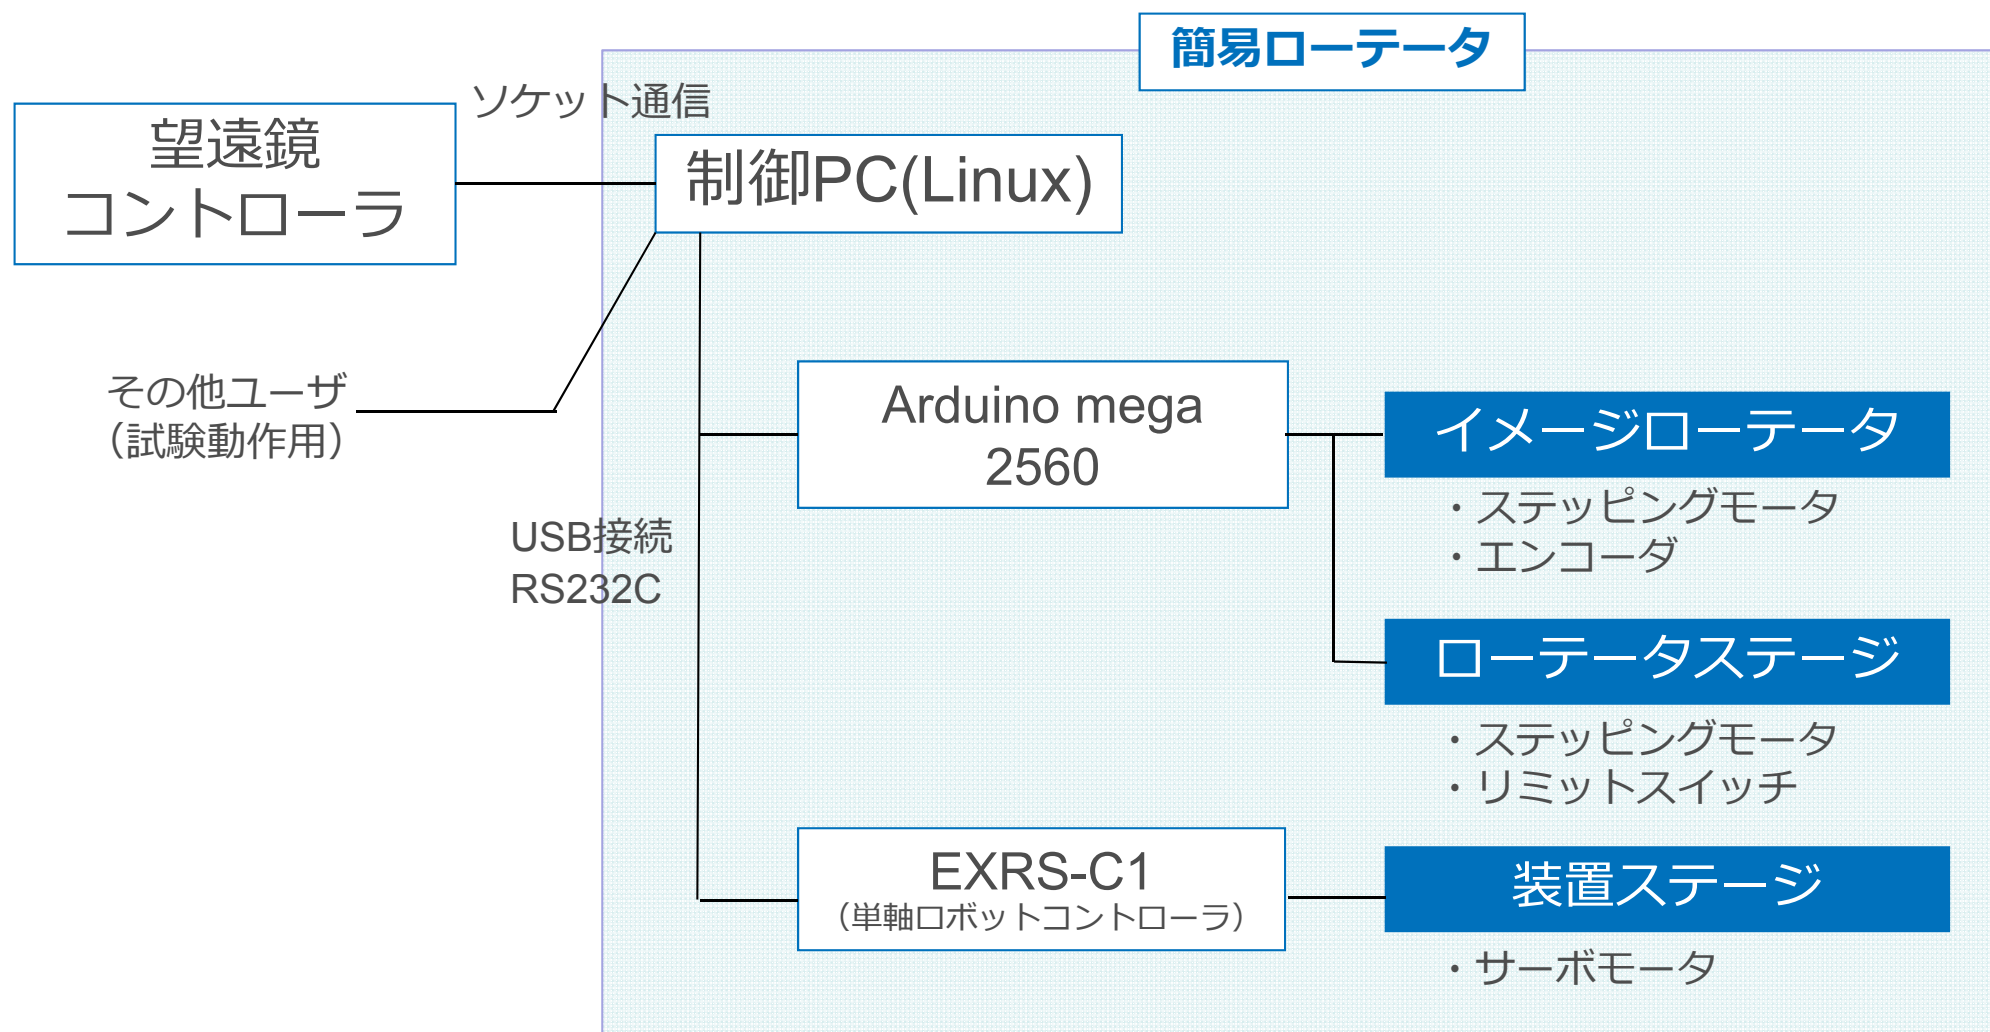 簡易ローテータ
ソケット通信
望遠鏡
コントローラ
制御PC(Linux)
その他ユーザ
（試験動作用）
Arduino mega
2560
イメージローテータ
・ステッピングモータ
・エンコーダ
USB接続
RS232C
ローテータステージ
・ステッピングモータ
・リミットスイッチ
EXRS-C1
（単軸ロボットコントローラ）
装置ステージ
・サーボモータ